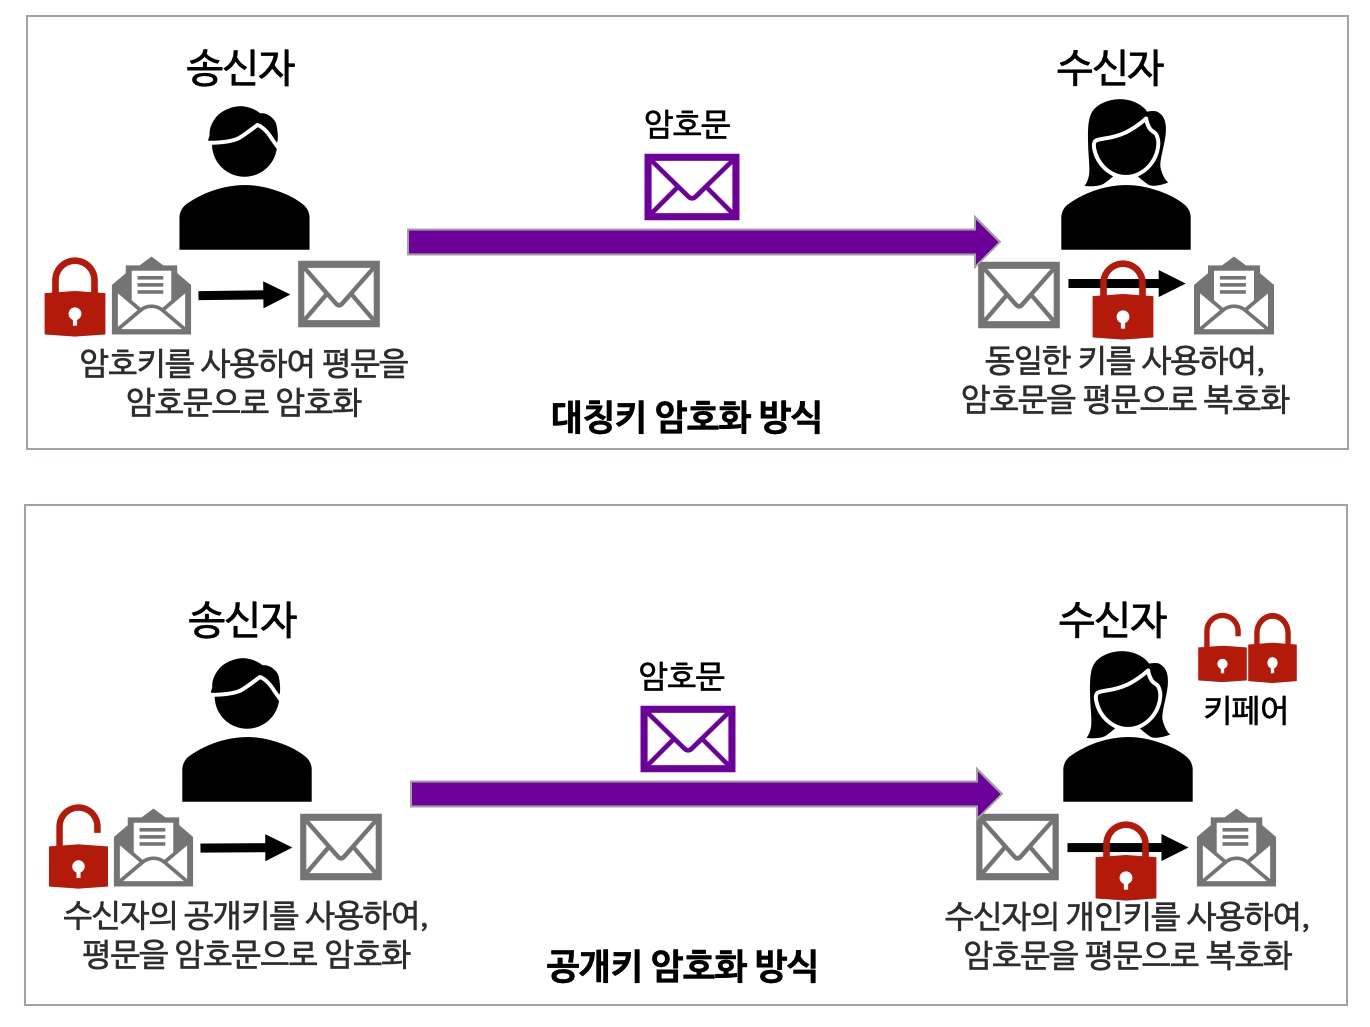 송신자
수신자
암호문
암호키를 사용하여 평문을
암호문으로 암호화
동일한 키를 사용하여,
암호문을 평문으로 복호화
대칭키 암호화 방식
송신자
수신자
암호문
키페어
수신자의 공개키를 사용하여,
평문을 암호문으로 암호화
수신자의 개인키를 사용하여,
암호문을 평문으로 복호화
공개키 암호화 방식